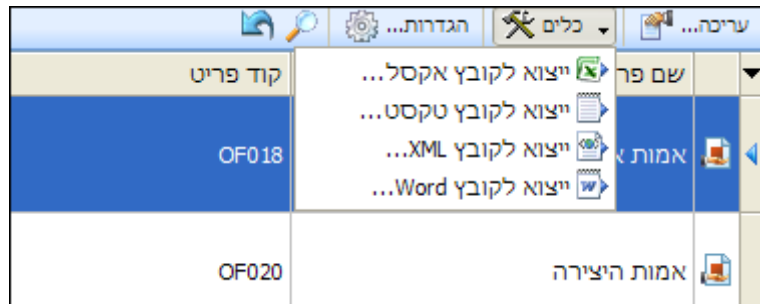 עריכה... כלים הגדרות...
שם פר קוד פריט
ייצוא לקובץ אקסל...
ייצוא לקובץ טקסט...
ייצוא לקובץ XML...
ייצוא לקובץ Word...
אמות OF018
אמות היצירה OF020